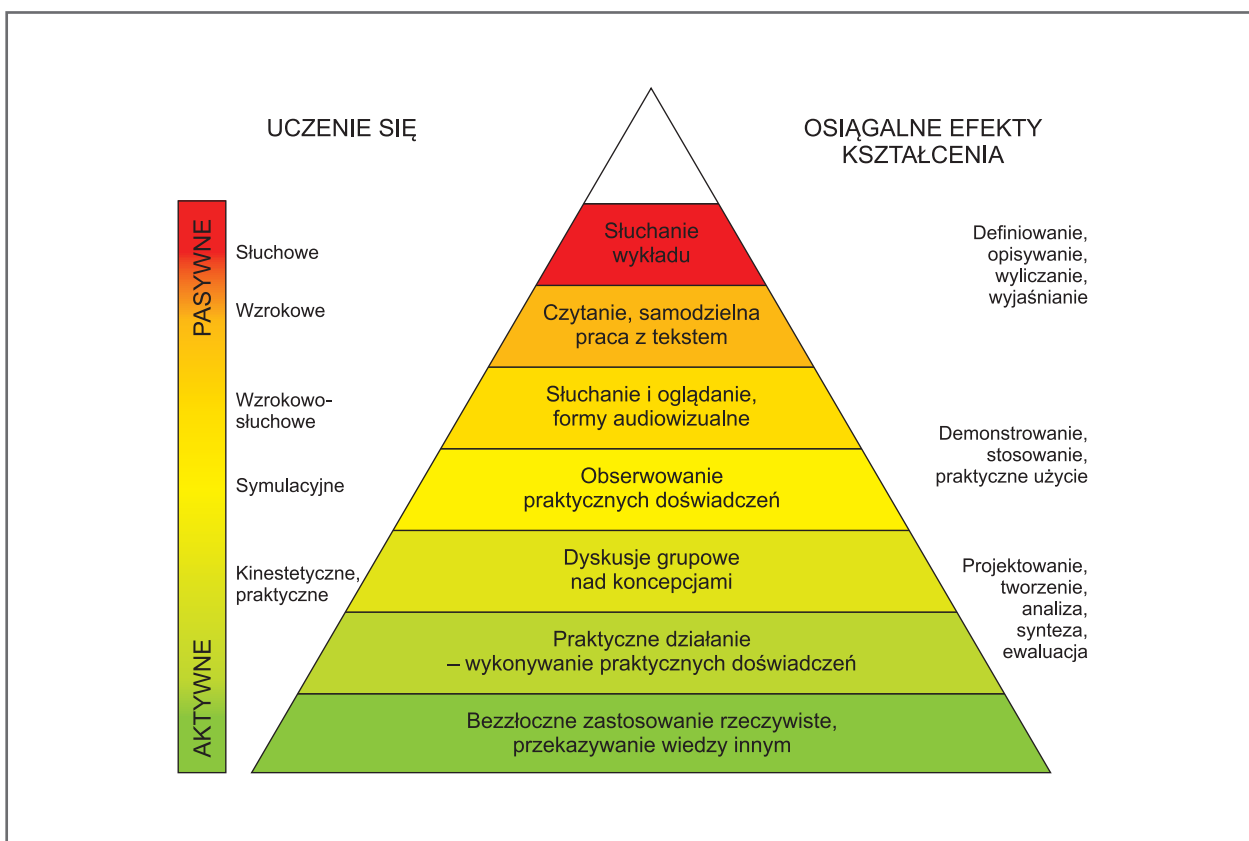 UCZENIE SIĘ
OSIĄGALNE EFEKTY
KSZTAŁCENIA
PASYWNE
AKTYWNE
Słuchowe
Wzrokowe
Wzrokowo-
słuchowe
Symulacyjne
Kinestetyczne,
praktyczne
Słuchanie
wykładu
Czytanie, samodzielna
praca z tekstem
Słuchanie i oglądanie,
formy audiowizualne
Obserwowanie
praktycznych doświadczeń
Dyskusje grupowe
nad koncepcjami
Praktyczne działanie
– wykonywanie praktycznych doświadczeń
Bezzłoczne zastosowanie rzeczywiste,
przekazywanie wiedzy innym
Definiowanie,
opisywanie,
wyliczanie,
wyjaśnianie
Demonstrowanie,
stosowanie,
praktyczne użycie
Projektowanie,
tworzenie,
analiza,
synteza,
ewaluacja